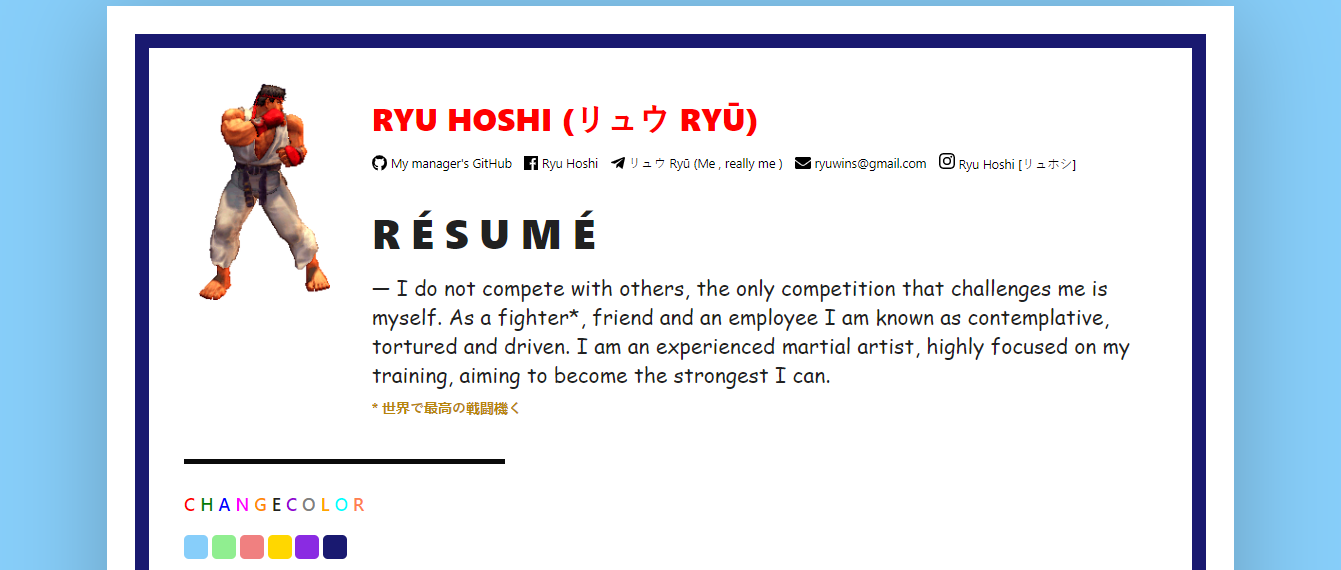 RYU HOSHI (リュウ RYŪ)
My manager's GitHub Ryu Hoshi リュウ Ryū (Me , really me ) ryuwins@gmail.com Ryu Hoshi [リュホシ]
RÉSUMÉ
— I do not compete with others, the only competition that challenges me is
myself. As a fighter*, friend and an employee I am known as contemplative,
tortured and driven. I am an experienced martial artist, highly focused on my
training, aiming to become the strongest I can.
* 世界で最高の戦闘機く
CHANGECOLOR